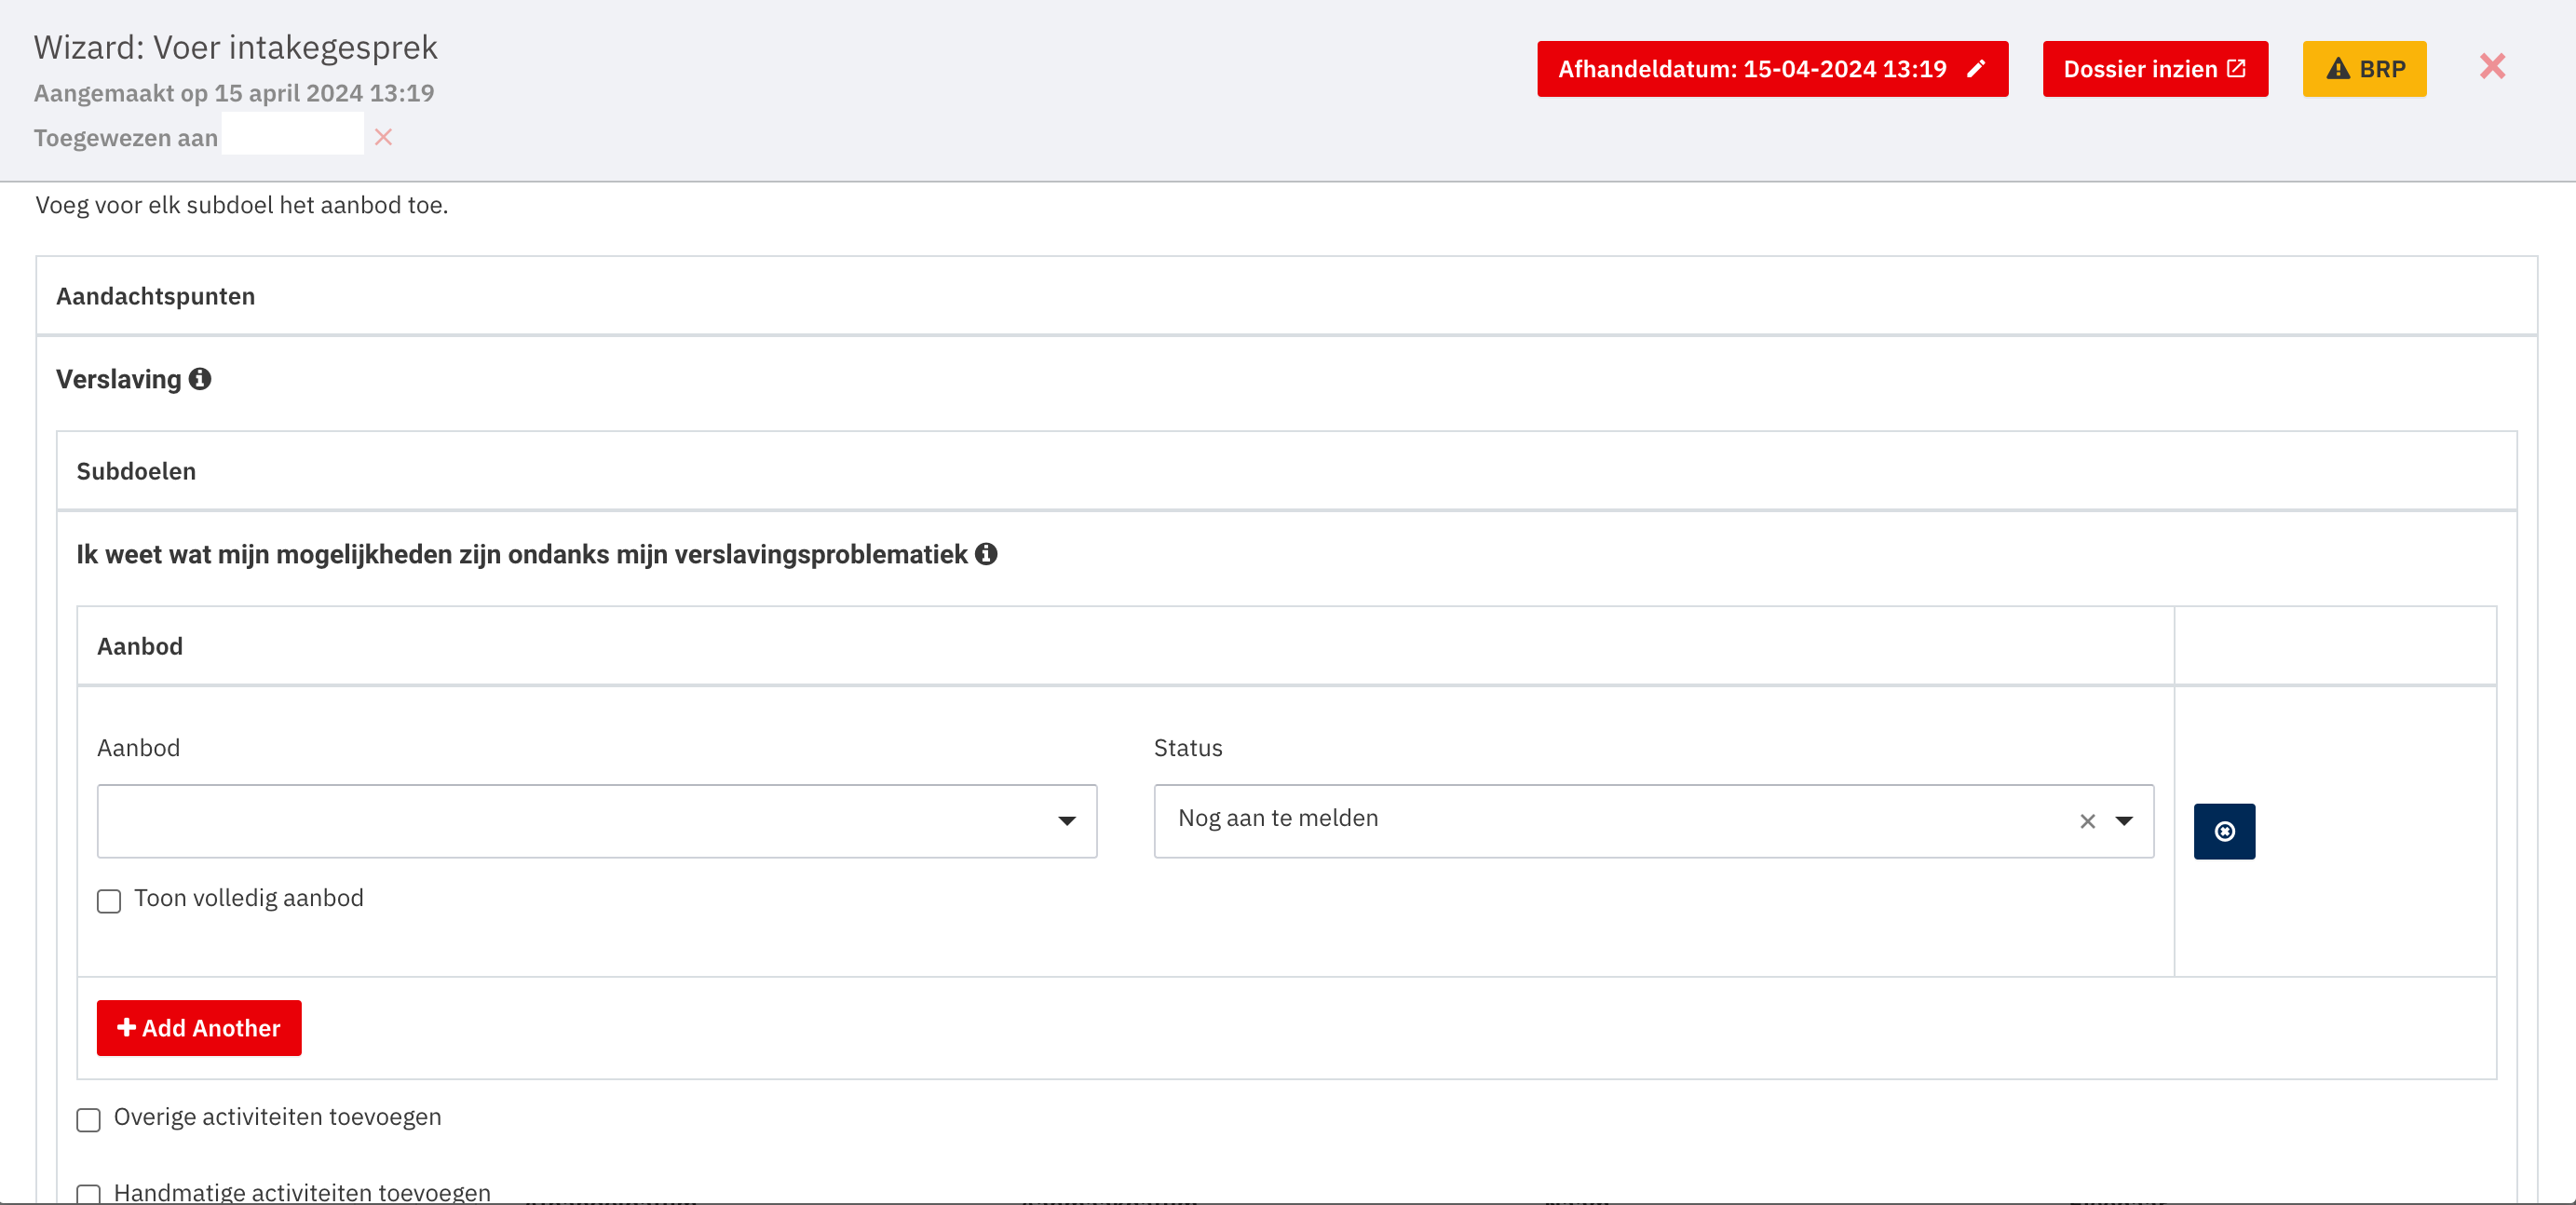 Wizard: Voer intakegesprek
Aangemaakt op 15 april 2024 13:19
Toegewezen aan
Afhandeldatum: 15-04-2024 13:19
Dossier inzien
BRP
Voeg voor elk subdoel het aanbod toe.
Aandachtspunten
Verslaving
Subdoelen
Ik weet wat mijn mogelijkheden zijn ondanks mijn verslavingsproblematiek
Aanbod
Aanbod
Status
Nog aan te melden
Toon volledig aanbod
Add Another
Overige activiteiten toevoegen
Handmatige activiteiten toevoegen